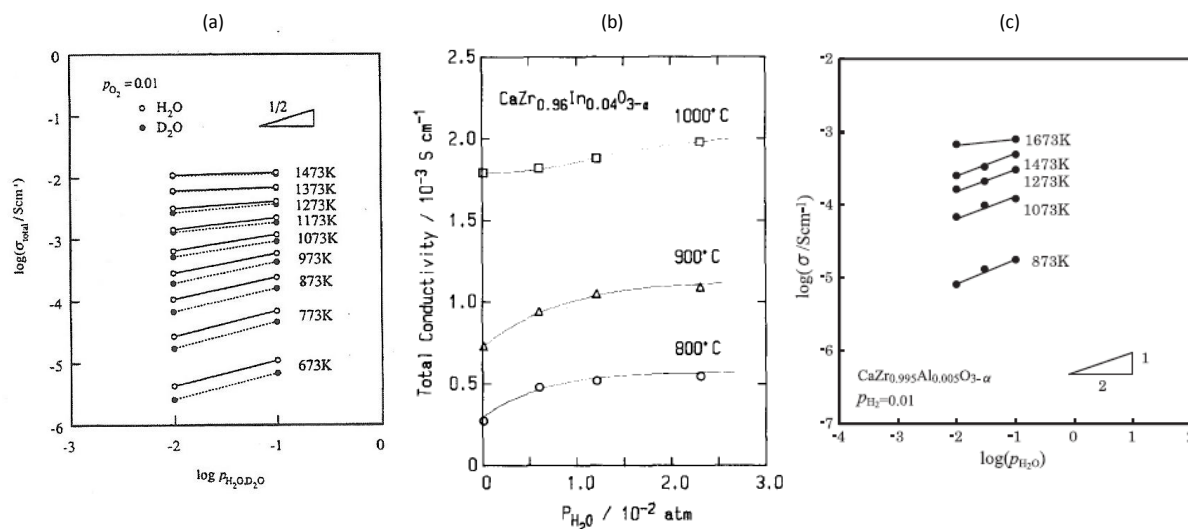 (a)
0
-1
-2
-3
-4
-5
-6
-3
-2
-1
0
log(σtotal/Scm⁻¹)
log pH₂O,D₂O
pO₂ = 0.01
H₂O
D₂O
1/2
1473K
1373K
1273K
1173K
1073K
973K
873K
773K
673K
(b)
2.5
2.0
1.5
1.0
0.5
0
0
1.0
2.0
3.0
Total Conductivity / 10⁻³ S cm⁻¹
PH₂O / 10⁻² atm
CaZr0.96In0.04O3-α
1000°C
900°C
800°C
(c)
-2
-3
-4
-5
-6
-7
-4
-3
-2
-1
0
1
2
log(σ/Scm⁻¹)
log(pH₂O)
1673K
1473K
1273K
1073K
873K
CaZr0.995Al0.005O3-α
pH₂=0.01
1
2